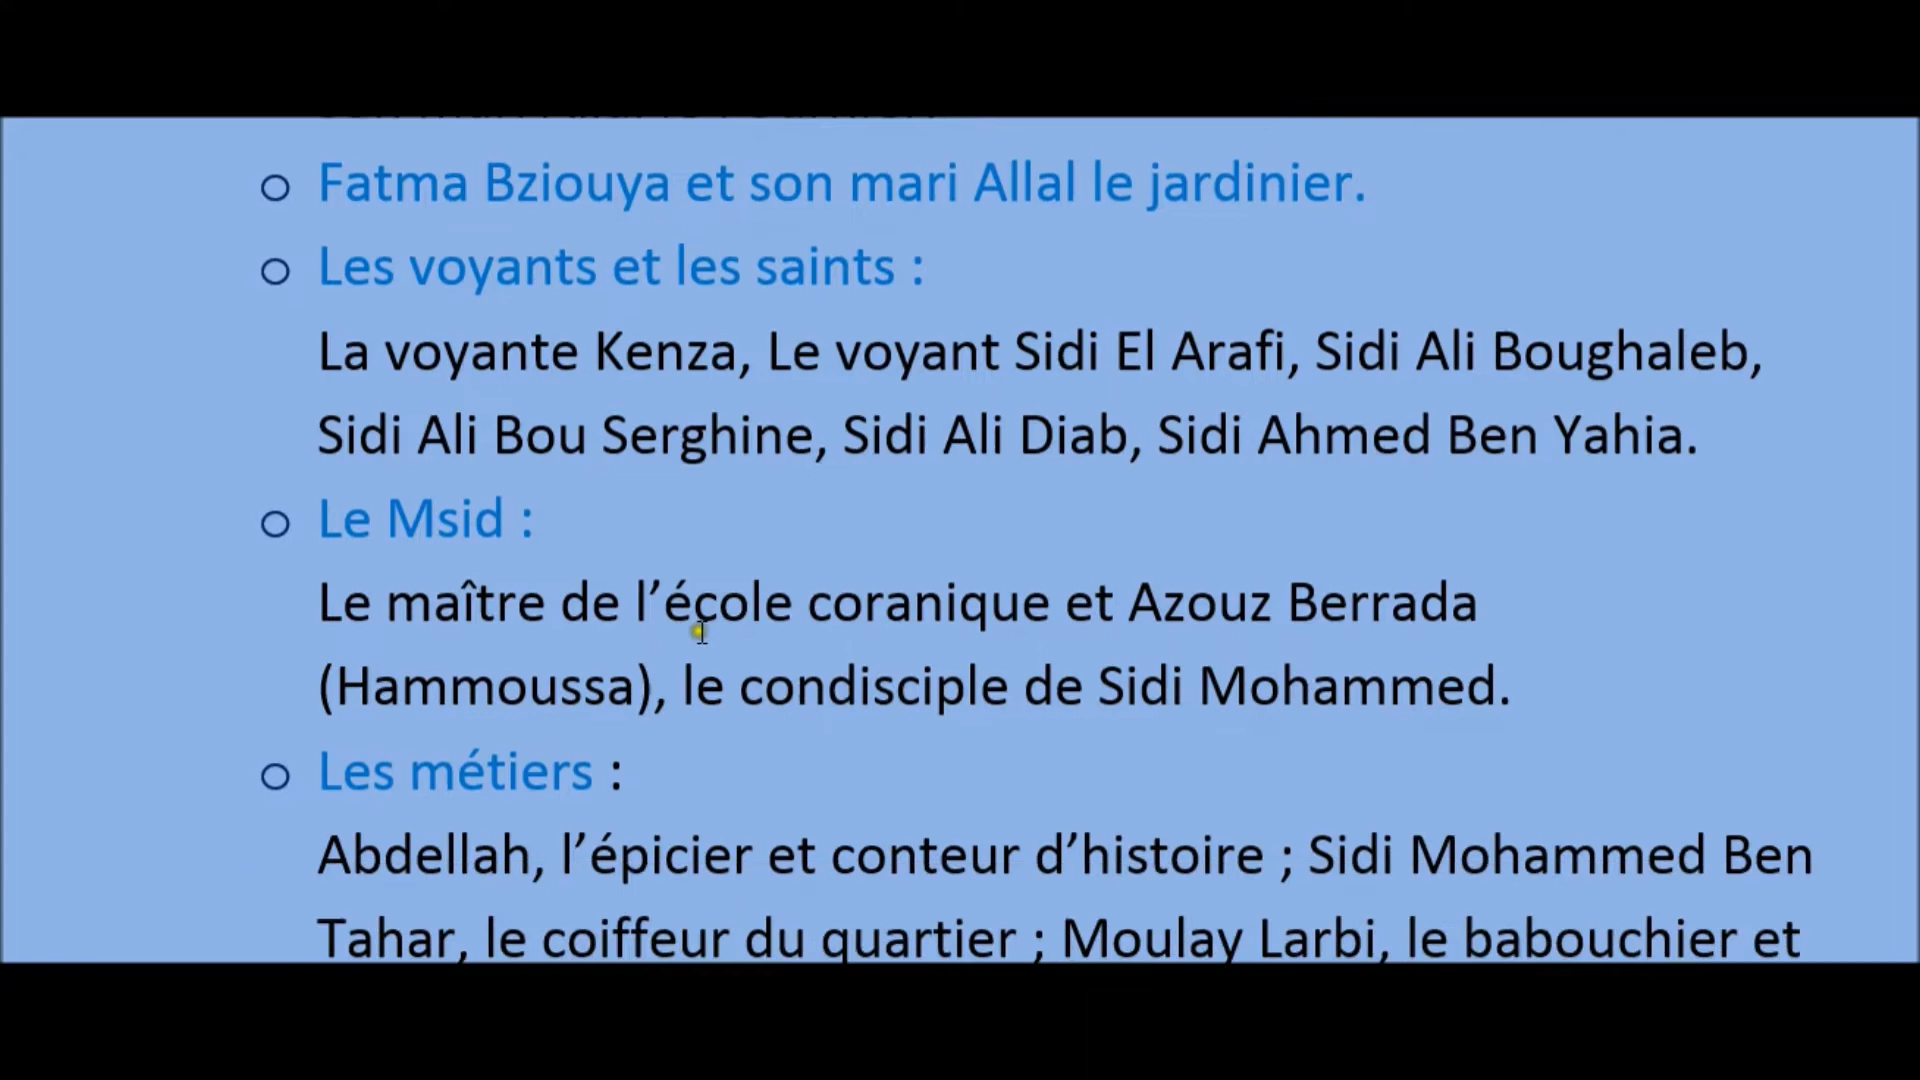 o Fatma Bziouya et son mari Allal le jardinier.
o Les voyants et les saints :
La voyante Kenza, Le voyant Sidi El Arafi, Sidi Ali Boughaleb,
Sidi Ali Bou Serghine, Sidi Ali Diab, Sidi Ahmed Ben Yahia.
o Le Msid :
Le maître de l’école coranique et Azouz Berrada
(Hammoussa), le condisciple de Sidi Mohammed.
o Les métiers :
Abdellah, l’épicier et conteur d’histoire ; Sidi Mohammed Ben
Tahar, le coiffeur du quartier ; Moulay Larbi, le babouchier et